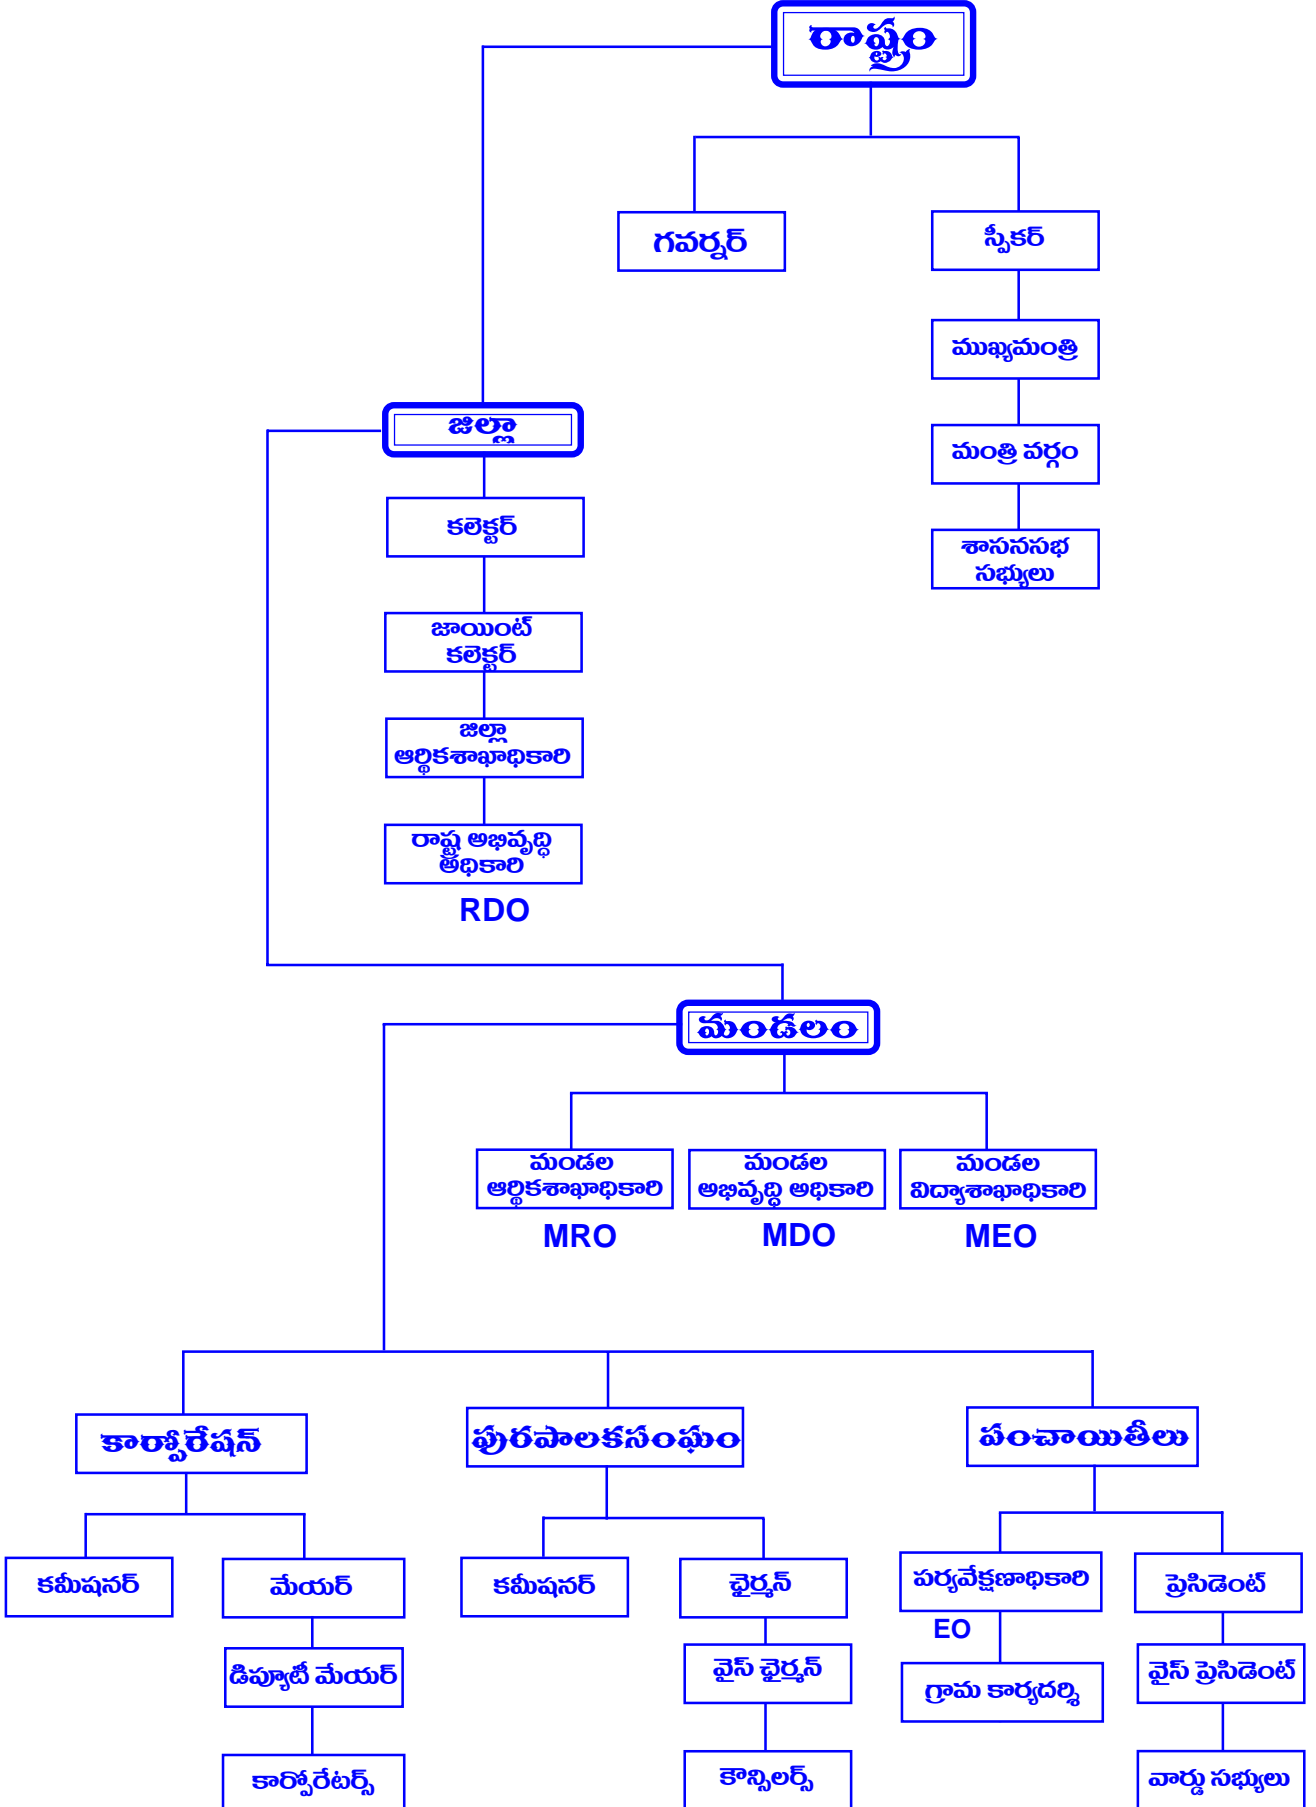 రాష్ట్రం
గవర్నర్
స్పీకర్
ముఖ్యమంత్రి
మంత్రి వర్గం
శాసనసభ
సభ్యులు
జిల్లా
కలెక్టర్
జాయింట్
కలెక్టర్
జిల్లా
ఆర్థికశాఖాధికారి
రాష్ట్ర అభివృద్ధి
అధికారి
RDO
మండలం
మండల
ఆర్థికశాఖాధికారి
MRO
మండల
అభివృద్ధి అధికారి
MDO
మండల
విద్యాశాఖాధికారి
MEO
కార్పోరేషన్
పురపాలకసంఘం
పంచాయితీలు
కమీషనర్
మేయర్
డిప్యూటీ మేయర్
కార్పోరేటర్స్
కమీషనర్
ఛైర్మన్
వైస్ ఛైర్మన్
కౌన్సిలర్స్
పర్యవేక్షణాధికారి
EO
గ్రామ కార్యదర్శి
ప్రెసిడెంట్
వైస్ ప్రెసిడెంట్
వార్డు సభ్యులు